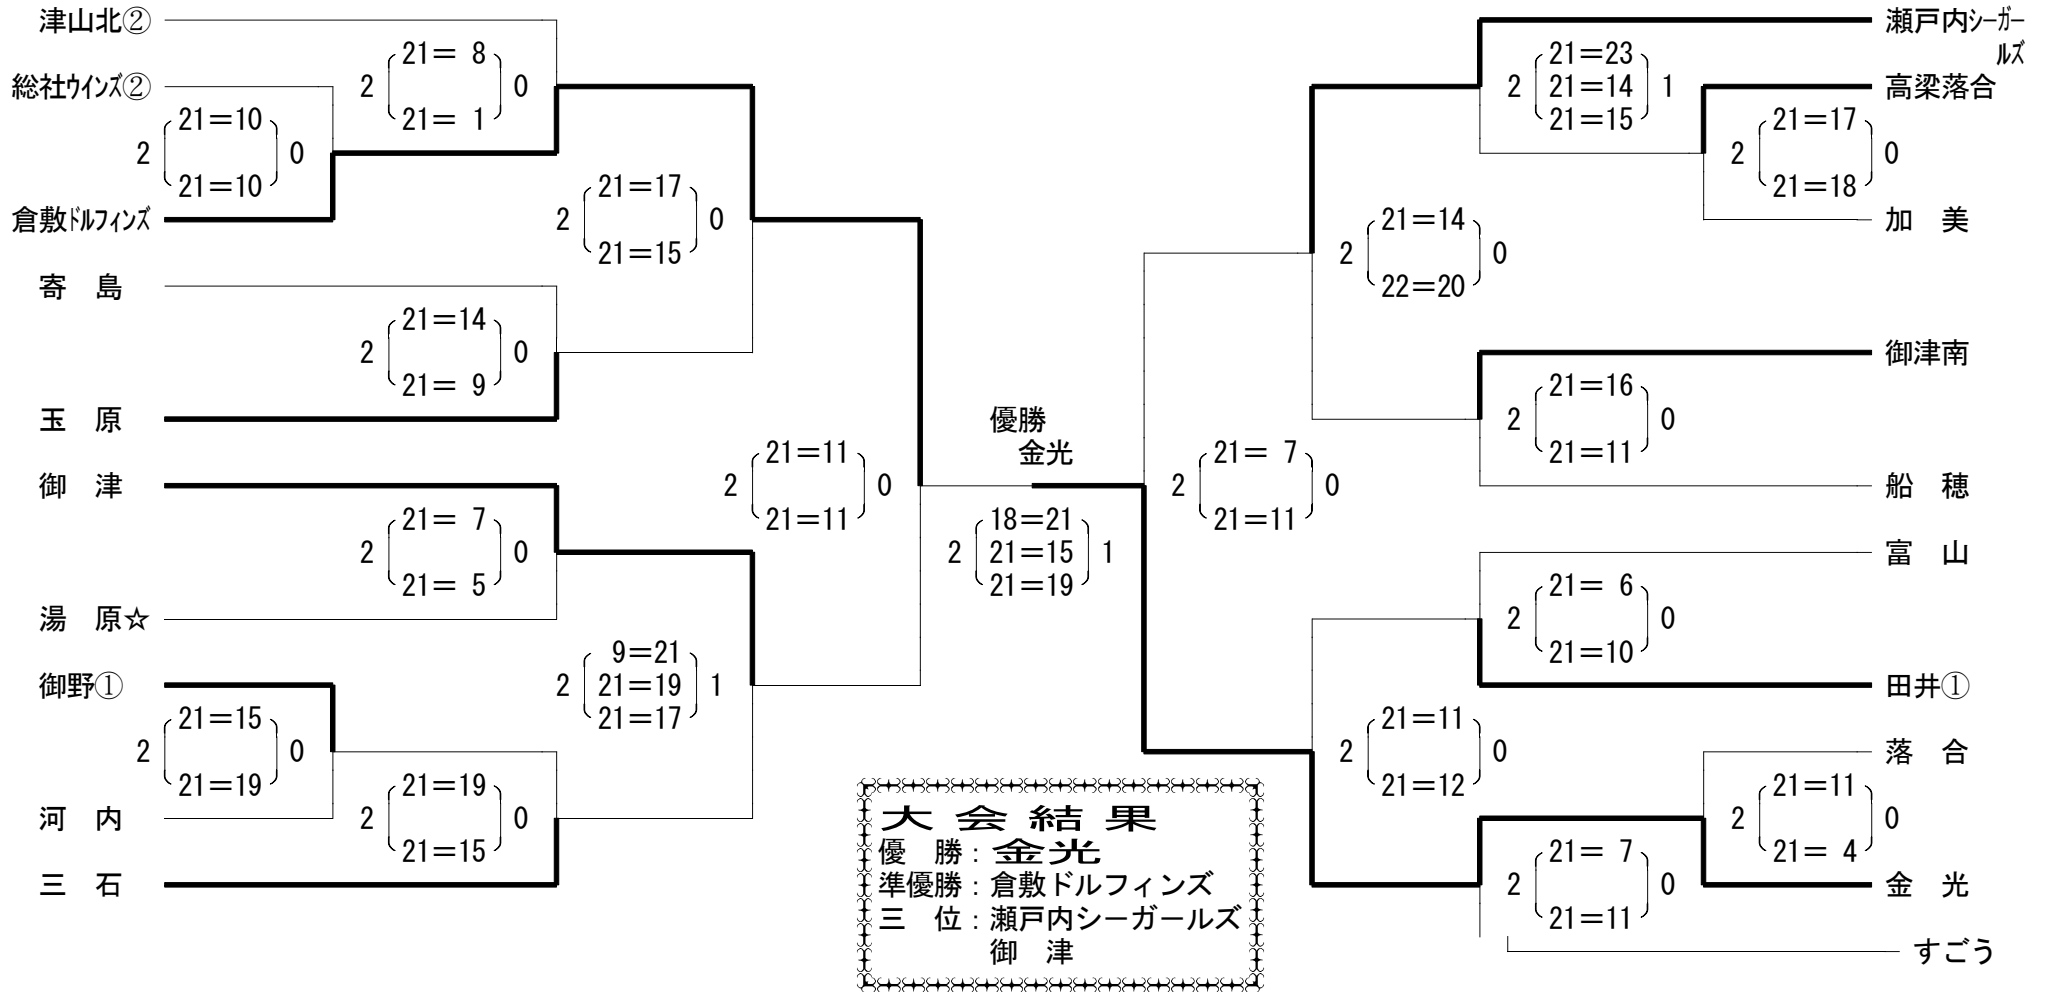 津山北②
総社ウインズ②
倉敷ドルフィンズ
寄 島
玉 原
御 津
湯 原☆
御野①
河 内
三 石
2 21=10 0
21=10
2 21= 8 0
21= 1
2 21=14 0
21= 9
2 21= 7 0
21= 5
2 21=15 0
21=19
2 21=19 0
21=15
2 21=17 0
21=15
2 9=21 1
21=19
21=17
2 21=11 0
21=11
優勝
金光
18=21
2 21=15 1
21=19
2 21= 7 0
21=11
2 21=14 0
22=20
2 21=11 0
21=12
21=23
2 21=14 1
21=15
2 21=16 0
21=11
2 21= 6 0
21=10
2 21= 7 0
21=11
2 21=17 0
21=18
2 21=11 0
21= 4
瀬戸内シーガー
ルズ
高梁落合
加 美
御津南
船 穂
富 山
田井①
落 合
金 光
すごう
大会結果
優 勝：金光
準優勝：倉敷ドルフィンズ
三 位：瀬戸内シーガールズ
御 津